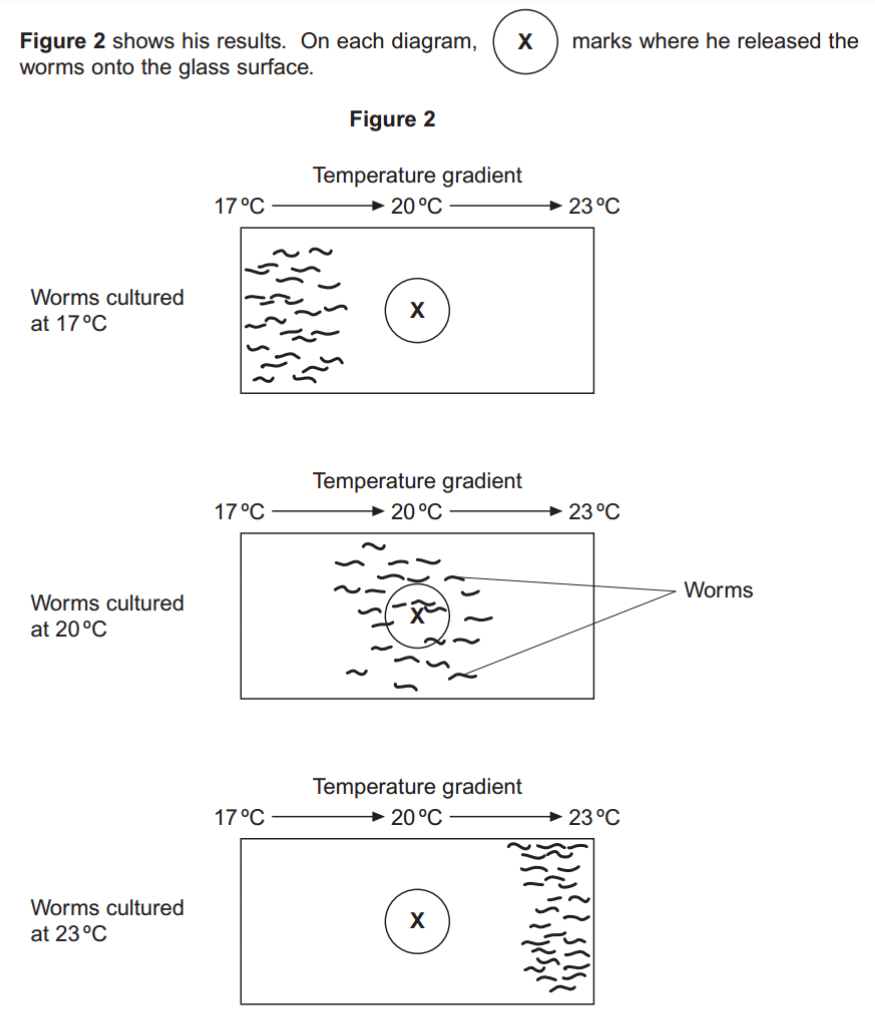 Figure 2 shows his results. On each diagram, X marks where he released the
worms onto the glass surface.
Figure 2
Temperature gradient
17 °C 20 °C 23 °C
Worms cultured
at 17 °C
X
Temperature gradient
17 °C 20 °C 23 °C
Worms cultured
at 20 °C
X
Worms
Temperature gradient
17 °C 20 °C 23 °C
Worms cultured
at 23 °C
X